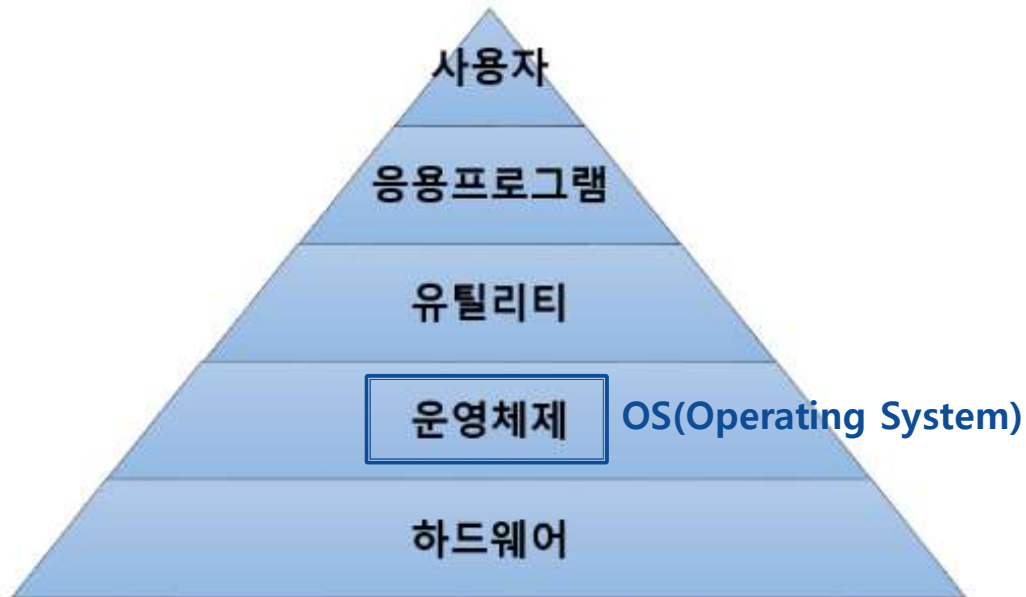 사용자
응용프로그램
유틸리티
운영체제 OS(Operating System)
하드웨어